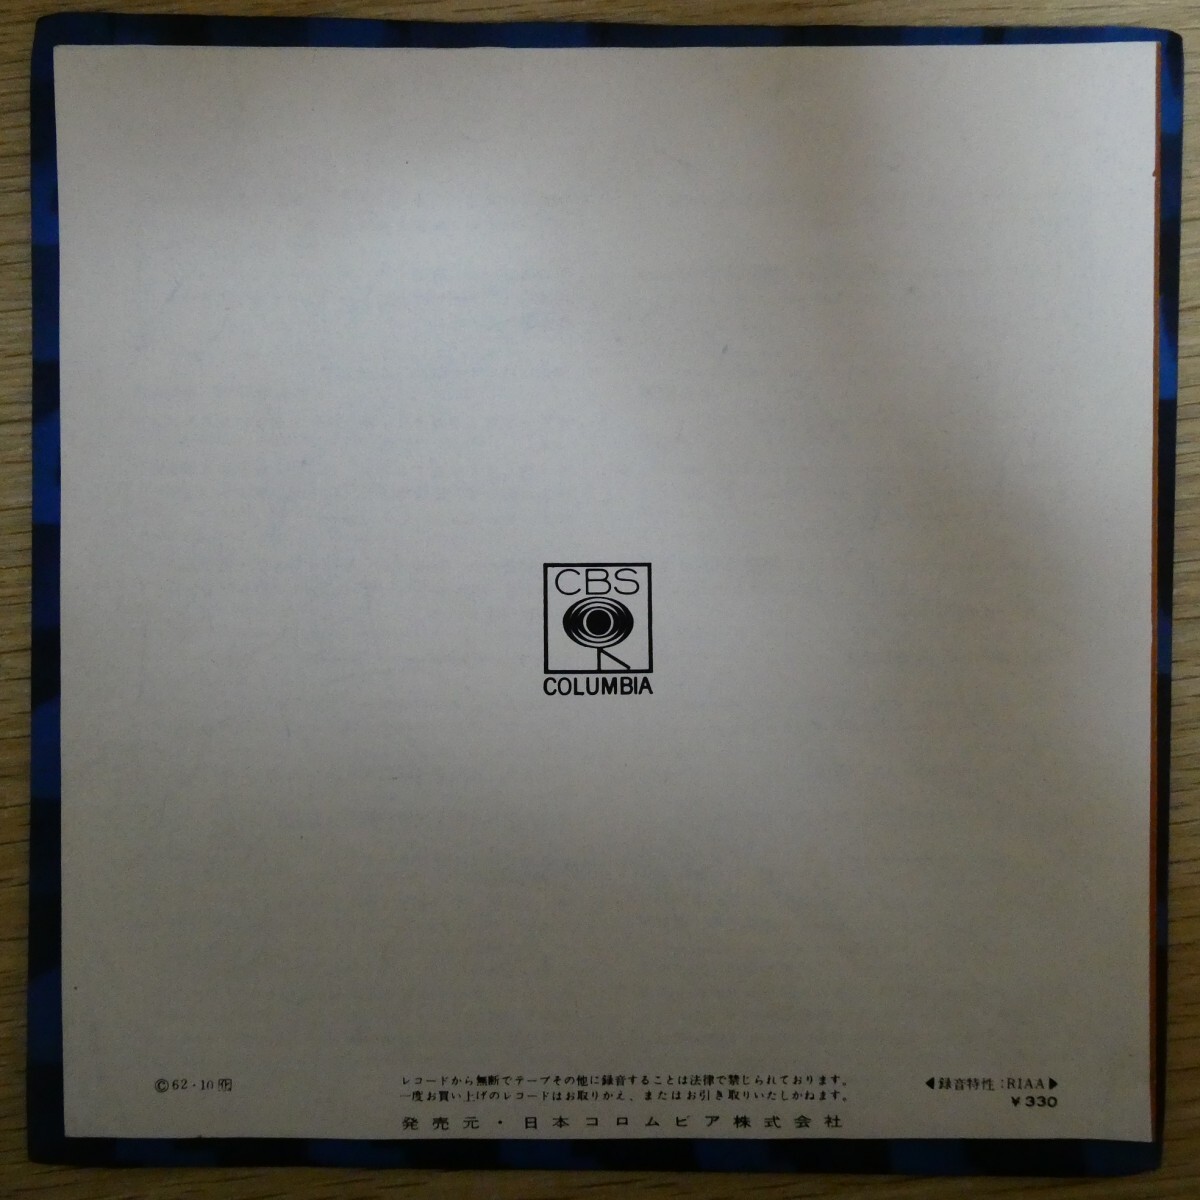 CBS
COLUMBIA
Ⓒ62・10
レコードから無断でテープその他に録音することは法律で禁じられております。
一度お買い上げのレコードはお取りかえ、またはお引き取りいたしかねます。
発売元・日本コロムビア株式会社
◀録音特性:RIAA▶
¥330